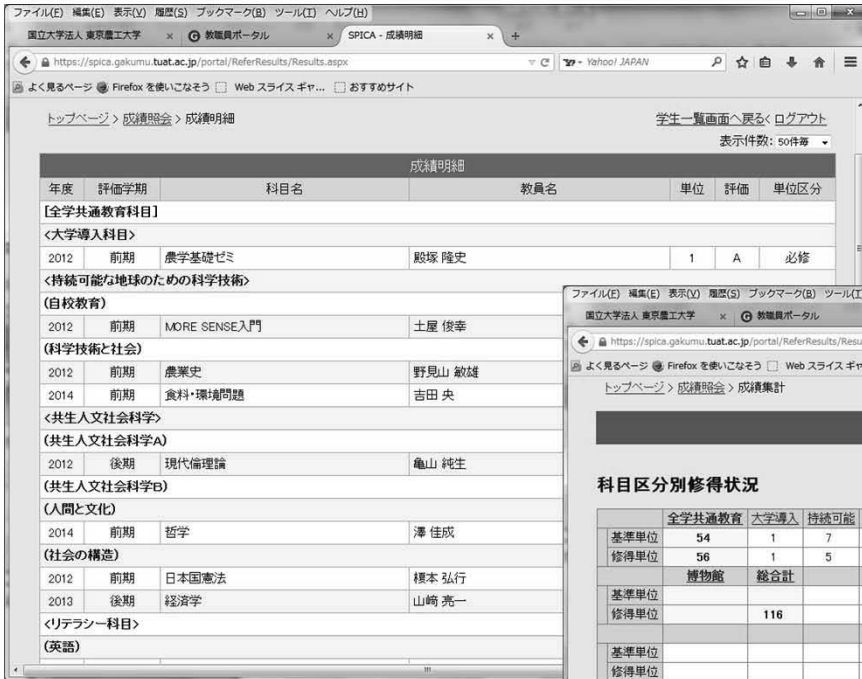 ファイル(F) 編集(E) 表示(V) 履歴(S) ブックマーク(B) ツール(T) ヘルプ(H)
国立大学法人 東京農工大学 × 教職員ポータル × SPICA - 成績明細 × +
https://spica.gakumu.tuat.ac.jp/portal/ReferResults/Results.aspx Yahoo! JAPAN
よく見るページ Firefox を使いこなそう Web スライス ギャ... おすすめサイト
トップページ > 成績照会 > 成績明細 学生一覧画面へ戻る< ログアウト
表示件数: 50件毎
成績明細
年度 評価学期 科目名 教員名 単位 評価 単位区分
[全学共通教育科目]
<大学導入科目>
2012 前期 農学基礎ゼミ 殿塚 隆史 1 A 必修
<持続可能な地球のための科学技術>
(自校教育)
2012 前期 MORE SENSE入門 土屋 俊幸
(科学技術と社会)
2012 前期 農業史 野見山 敏雄
2014 前期 食料・環境問題 吉田 央
<共生人文社会科学>
(共生人文社会科学A)
2012 後期 現代倫理論 亀山 純生
(共生人文社会科学B)
(人間と文化)
2014 前期 哲学 澤 佳成
(社会の構造)
2012 前期 日本国憲法 榎本 弘行
2013 後期 経済学 山崎 亮一
<リテラシー科目>
(英語)
ファイル(F) 編集(E) 表示(V) 履歴(S) ブックマーク(B) ツール(T
国立大学法人 東京農工大学 × 教職員ポータル
https://spica.gakumu.tuat.ac.jp/portal/ReferResults/Resu
よく見るページ Firefox を使いこなそう Web スライス ギャ
トップページ > 成績照会 > 成績集計
科目区分別修得状況
全学共通教育 大学導入 持続可能
基準単位 54 1 7
修得単位 56 1 5
博物館 総合計
基準単位
修得単位 116
基準単位
修得単位